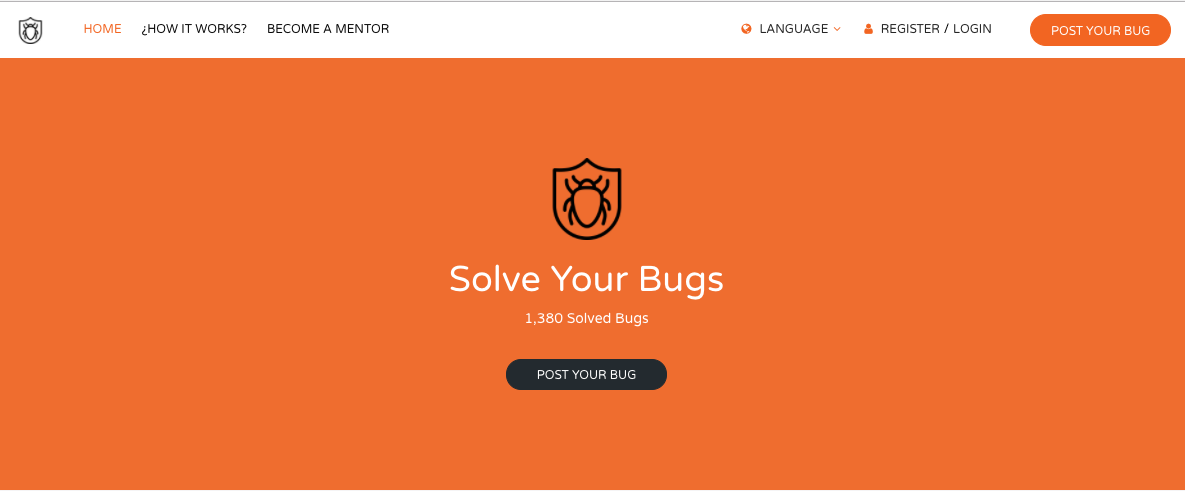 HOME ¿HOW IT WORKS? BECOME A MENTOR LANGUAGE REGISTER / LOGIN POST YOUR BUG
Solve Your Bugs
1,380 Solved Bugs
POST YOUR BUG